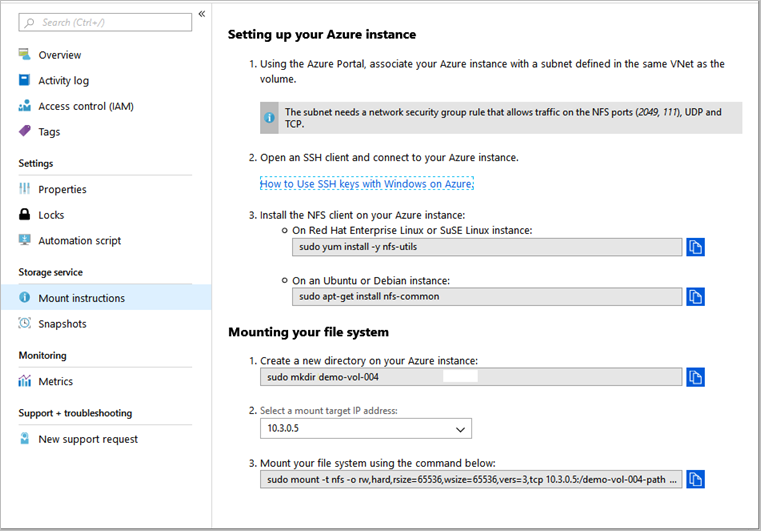 Search (Ctrl+/)
«
Overview
Activity log
Access control (IAM)
Tags
Settings
Properties
Locks
Automation script
Storage service
Mount instructions
Snapshots
Monitoring
Metrics
Support + troubleshooting
New support request
Setting up your Azure instance
1. Using the Azure Portal, associate your Azure instance with a subnet defined in the same VNet as the
volume.
The subnet needs a network security group rule that allows traffic on the NFS ports (2049, 111), UDP and
TCP.
2. Open an SSH client and connect to your Azure instance.
How to Use SSH keys with Windows on Azure.
3. Install the NFS client on your Azure instance:
On Red Hat Enterprise Linux or SuSE Linux instance:
sudo yum install -y nfs-utils
On an Ubuntu or Debian instance:
sudo apt-get install nfs-common
Mounting your file system
1. Create a new directory on your Azure instance:
sudo mkdir demo-vol-004
2. Select a mount target IP address:
10.3.0.5
3. Mount your file system using the command below:
sudo mount -t nfs -o rw,hard,rsize=65536,wsize=65536,vers=3,tcp 10.3.0.5:/demo-vol-004-path ...